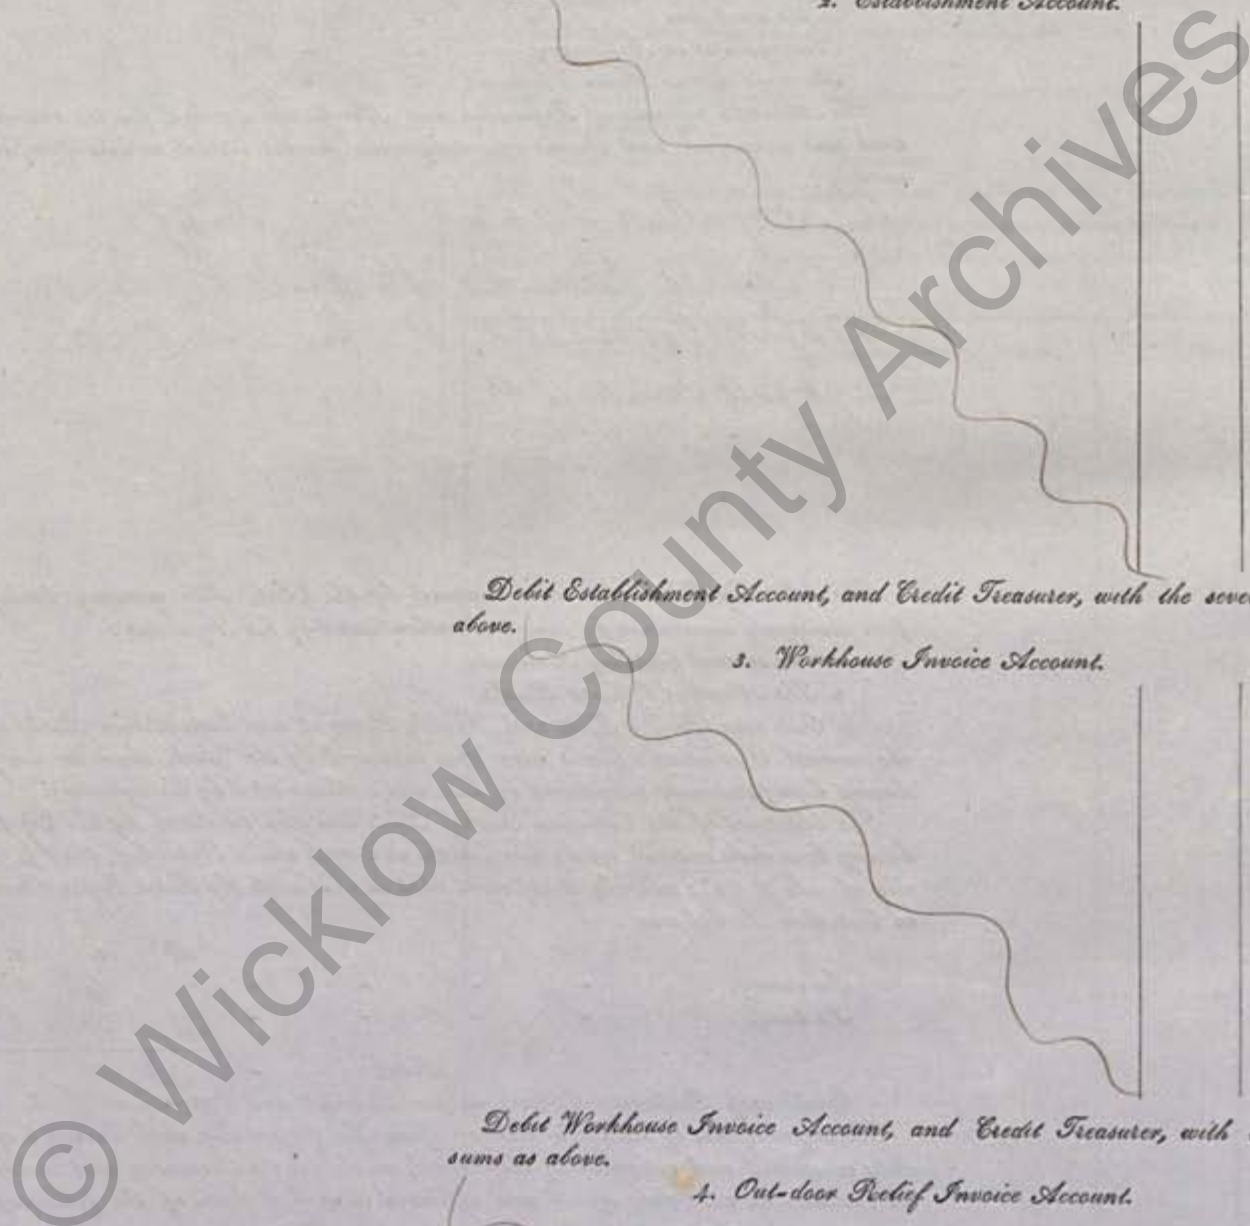 2. Establishment Account.
Debit Establishment Account, and Credit Treasurer, with the
above.
3. Workhouse Invoice Account.
Debit Workhouse Invoice Account, and Credit Treasurer, with
sums as above.
4. Out-door Relief Invoice Account.
© Wicklow County Archives